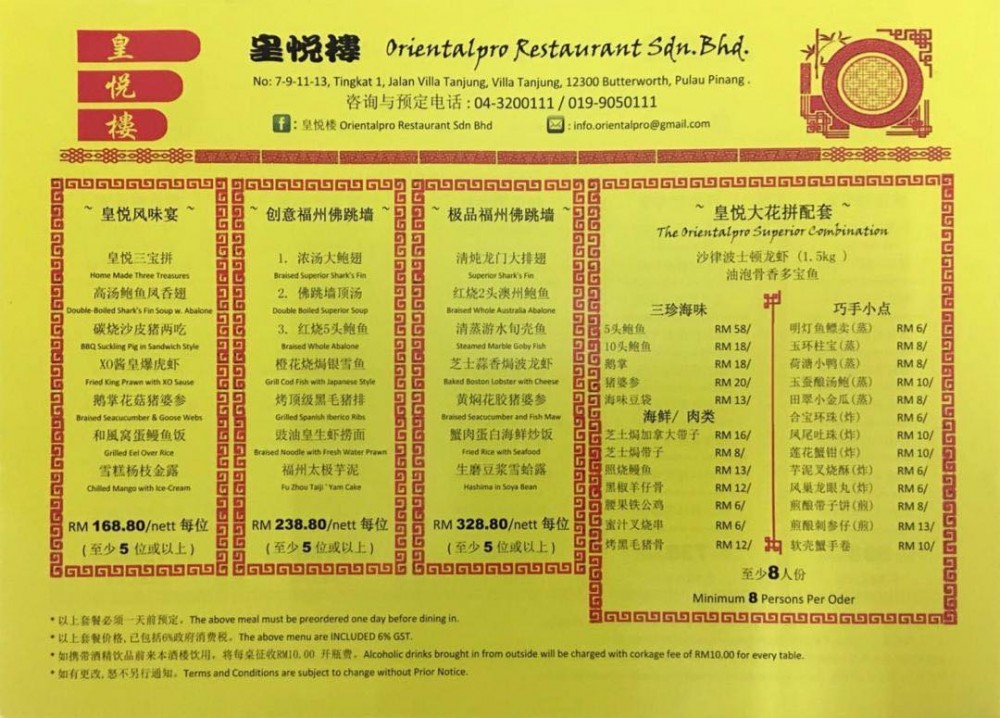 皇
悦
樓
皇悦樓 Orientalpro Restaurant Sdn.Bhd.
No: 7-9-11-13, Tingkat 1, Jalan Villa Tanjung, Villa Tanjung, 12300 Butterworth, Pulau Pinang .
咨询与预定电话 : 04-3200111 / 019-9050111
f : 皇悦楼 Orientalpro Restaurant Sdn Bhd : info.orientalpro@gmail.com
~ 皇悦风味宴 ~
皇悦三宝拼
Home Made Three Treasures
高汤鲍鱼凤吞翅
Double-Boiled Shark's Fin Soup w. Abalone
碳烧沙皮猪两吃
BBQ Suckling Pig in Sandwich Style
XO酱皇爆虎虾
Fried King Prawn with XO Sause
鹅掌花菇猪婆参
Braised Seacucumber & Goose Webs
和風窝蛋鳗鱼饭
Grilled Eel Over Rice
雪糕杨枝金露
Chilled Mango with Ice-Cream
RM 168.80/nett 每位
( 至少 5 位或以上 )
~ 创意福州佛跳墙 ~
1. 浓汤大鲍翅
Braised Superior Shark's Fin
2. 佛跳墙顶汤
Double Boiled Superior Soup
3. 红烧5头鲍鱼
Braised Whole Abalone
橙花烧焗银雪鱼
Grill Cod Fish with Japanese Style
烤顶级黑毛猪排
Grilled Spanish Iberico Ribs
豉油皇生虾捞面
Braised Noodle with Fresh Water Prawn
福州太极芋泥
Fu Zhou Taiji ' Yam Cake
RM 238.80/nett 每位
( 至少 5 位或以上 )
~ 极品福州佛跳墙 ~
清炖龙门大排翅
Superior Shark's Fin
红烧2头澳州鲍鱼
Braised Whole Australia Abalone
清蒸游水旬壳鱼
Steamed Marble Goby Fish
芝士蒜香焗波龙虾
Baked Boston Lobster with Cheese
黄焖花胶猪婆参
Braised Seacucumber and Fish Maw
蟹肉蛋白海鲜炒饭
Fried Rice with Seafood
生磨豆浆雪蛤露
Hashima in Soya Bean
RM 328.80/nett 每位
( 至少 5 位或以上 )
~ 皇悦大花拼配套 ~
The Orientalpro Superior Combination
沙律波士顿龙虾 (1.5kg )
油泡骨香多宝鱼
三珍海味
5头鲍鱼 RM 58/
10头鲍鱼 RM 18/
鹅掌 RM 18/
猪婆参 RM 20/
海味豆袋 RM 13/
海鲜/ 肉类
芝士焗加拿大带子 RM 16/
芝士焗带子 RM 8/
照烧鳗鱼 RM 13/
黑椒羊仔骨 RM 12/
腰果铁公鸡 RM 6/
蜜汁叉烧串 RM 6/
烤黑毛猪骨 RM 12/
巧手小点
明灯鱼鳔卖(蒸) RM 6/
玉环柱宝(蒸) RM 8/
荷溏小鸭(蒸) RM 8/
玉蚕酿汤鲍(蒸) RM 10/
田翠小金瓜(蒸) RM 8/
合宝环珠(炸) RM 6/
凤尾吐珠(炸) RM 10/
莲花蟹钳(炸) RM 10/
芋泥叉烧酥(炸) RM 6/
凤巢龙眼丸(炸) RM 6/
煎酿带子饼(煎) RM 8/
煎酿刺参仔(煎) RM 13/
软壳蟹手卷 RM 10/
至少8人份
Minimum 8 Persons Per Oder
* 以上套餐必须一天前预定。The above meal must be preordered one day before dining in.
* 以上套餐价格,已包括6%政府消费税。The above menu are INCLUDED 6% GST.
* 如携带酒精饮品前来本酒楼饮用，将每桌征收RM10.00 开瓶费。Alcoholic drinks brought in from outside will be charged with corkage fee of RM10.00 for every table.
* 如有更改,恕不另行通知。Terms and Conditions are subject to change without Prior Notice.